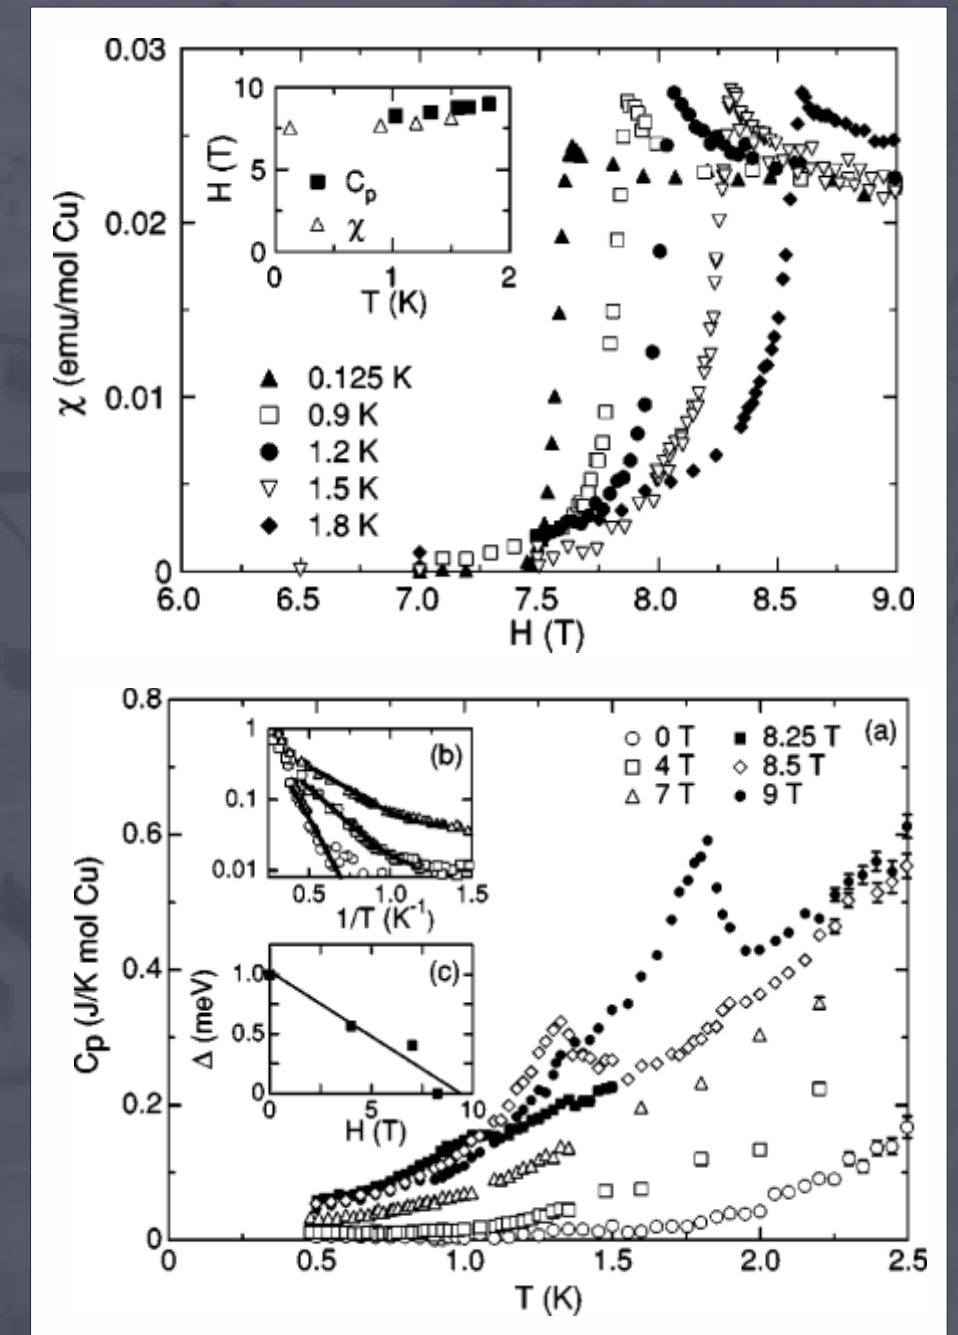 0.03
0.02
0.01
0
χ (emu/mol Cu)
10
5
0
H (T)
0
1
2
T (K)
C_p
χ
0.125 K
0.9 K
1.2 K
1.5 K
1.8 K
6.0
6.5
7.0
7.5
8.0
8.5
9.0
H (T)
0.8
0.6
0.4
0.2
0
C_p (J/K mol Cu)
(a)
0 T
8.25 T
4 T
8.5 T
7 T
9 T
1
0.1
0.01
(b)
0.5
1.0
1.5
1/T (K⁻¹)
1.0
0.5
0
Δ (meV)
(c)
0
5
10
H (T)
0
0.5
1.0
1.5
2.0
2.5
T (K)